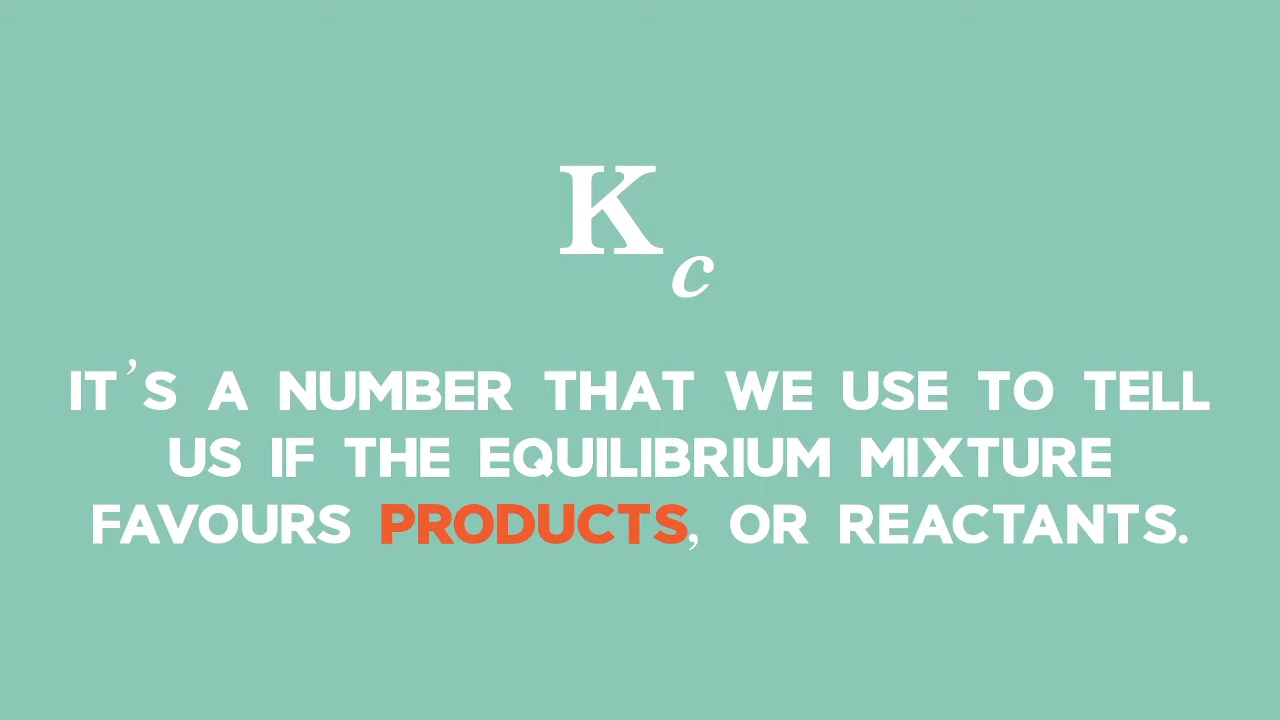 Kc
IT'S A NUMBER THAT WE USE TO TELL
US IF THE EQUILIBRIUM MIXTURE
FAVOURS PRODUCTS, OR REACTANTS.